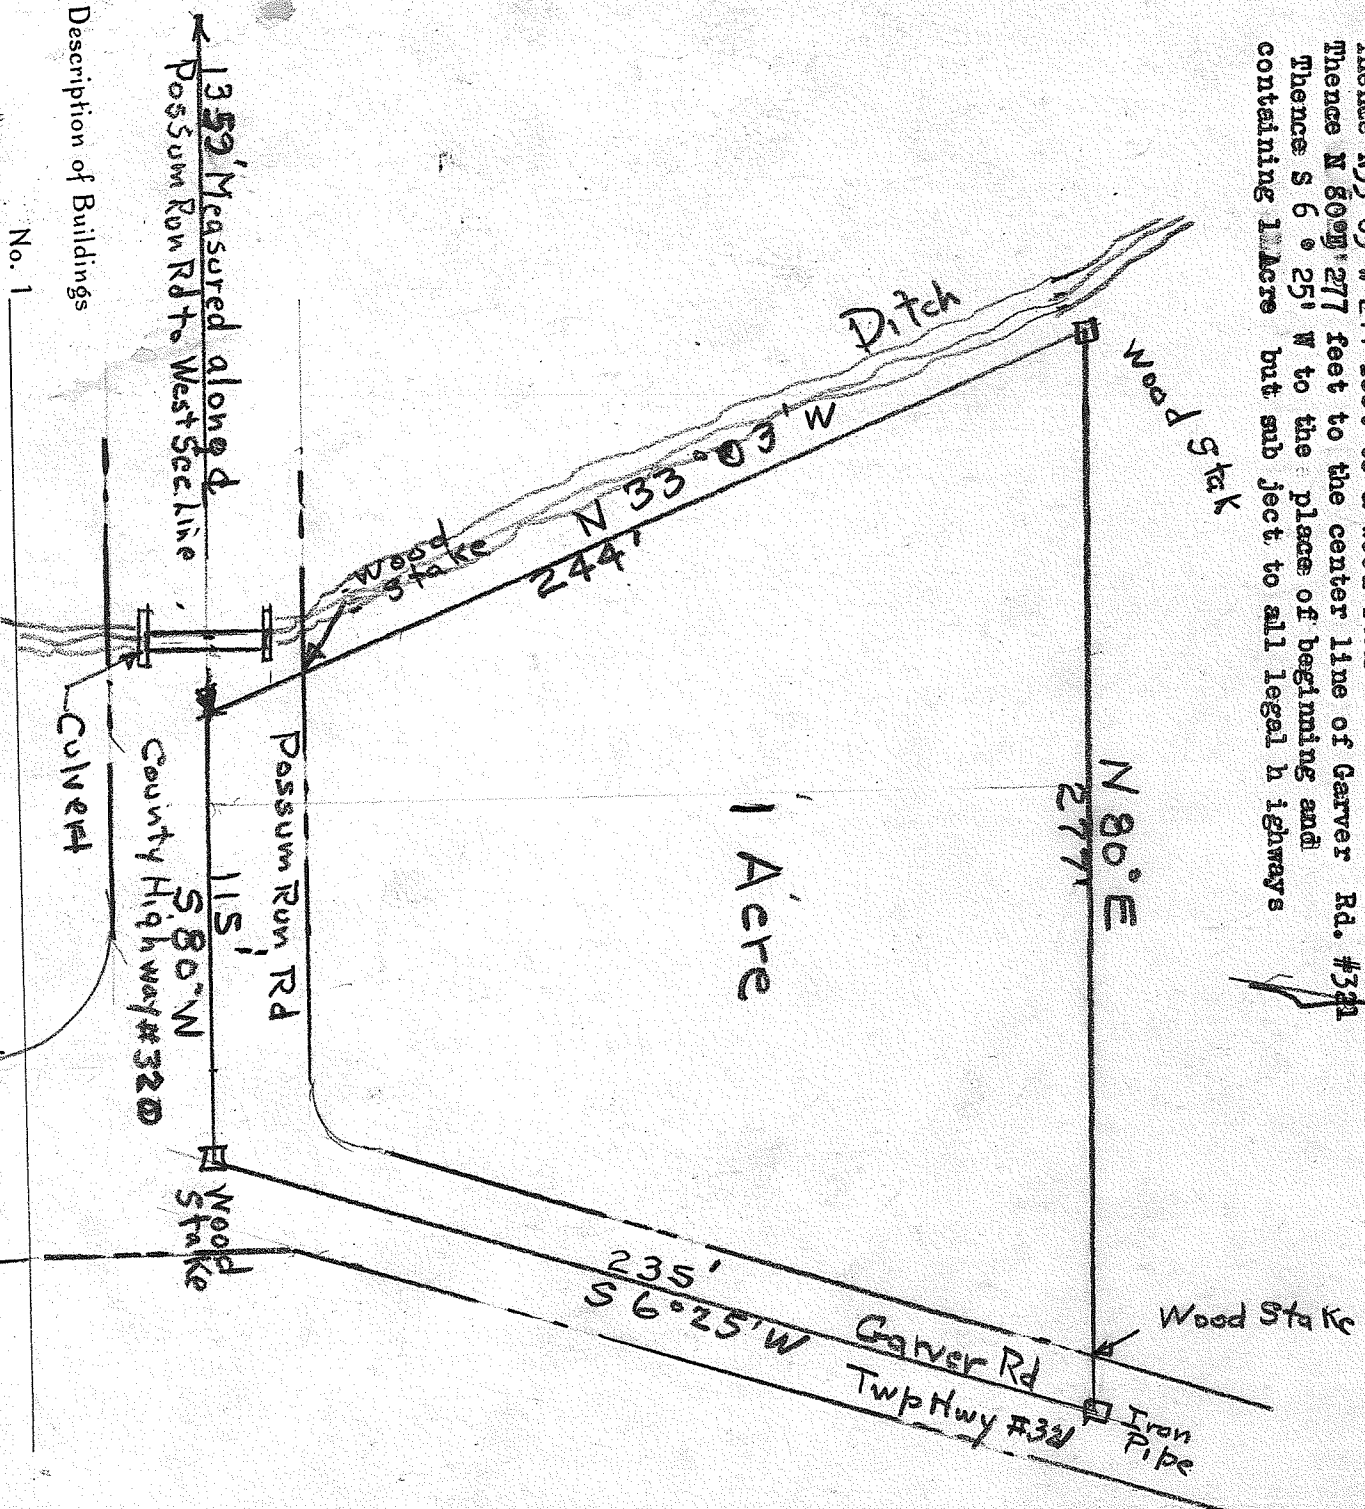 Thence N 80°E 277 feet to the center line of Garver Rd. #321
Thence S 6 ° 25' W to the place of beginning and
containing 1 Acre but sub ject to all legal h ighways
Wood Stak
N 80° E
277'
Wood Stake
Iron
Pipe
Ditch
N 33° 03' W
244'
Wood
Stake
1 Acre
235'
S 6° 25' W
Garver Rd
Twp Hwy #321
Possum Run Rd
115'
S 80° W
County Highway #320
Wood
Stake
Culvert
1359' Measured along ¢
Possum Run Rd to West Sec. Line
Description of Buildings
No. 1